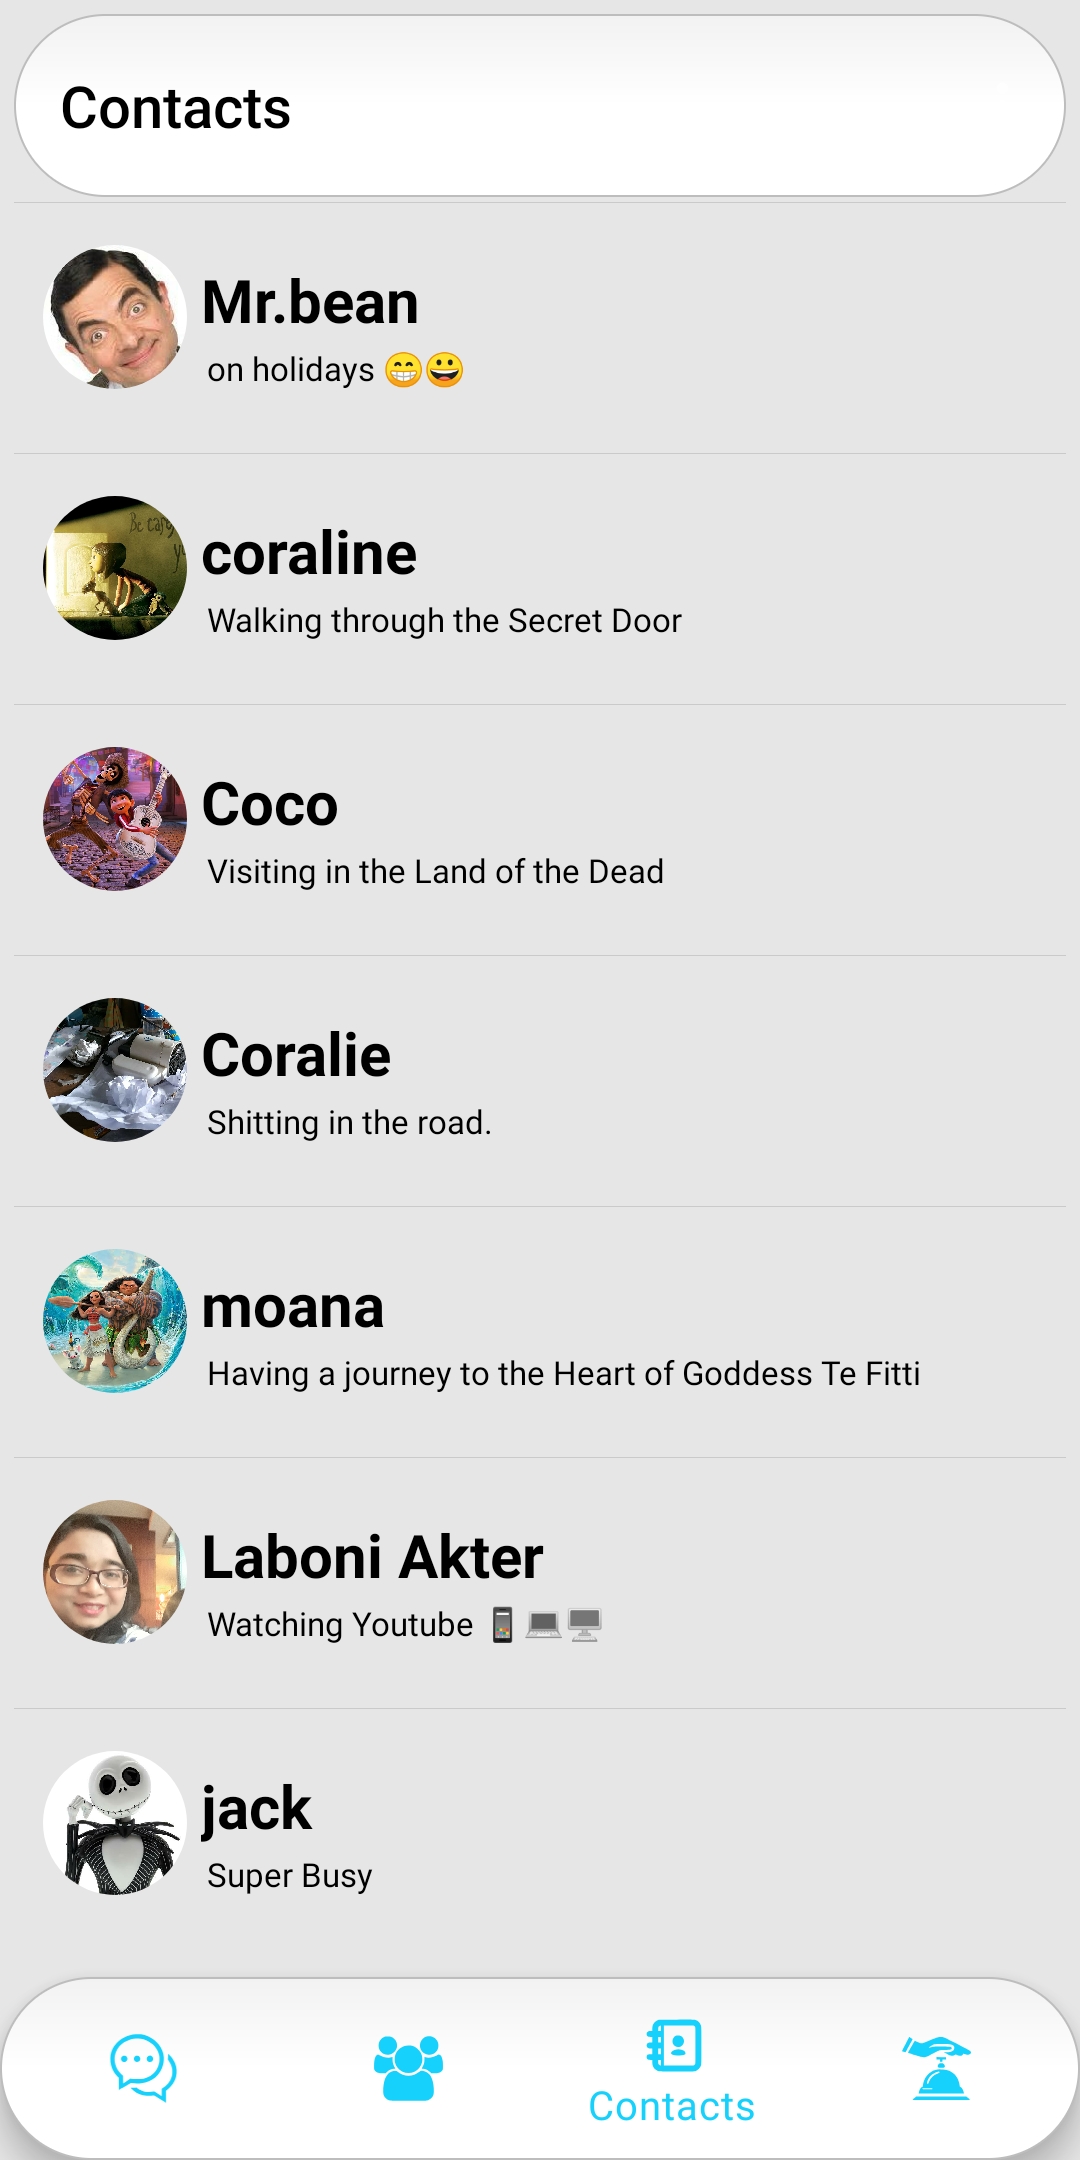 Contacts
Mr.bean
on holidays 😁😀
coraline
Be care
Walking through the Secret Door
Coco
Visiting in the Land of the Dead
Coralie
Shitting in the road.
moana
Having a journey to the Heart of Goddess Te Fitti
Laboni Akter
Watching Youtube 📱💻🖥️
jack
Super Busy
Contacts